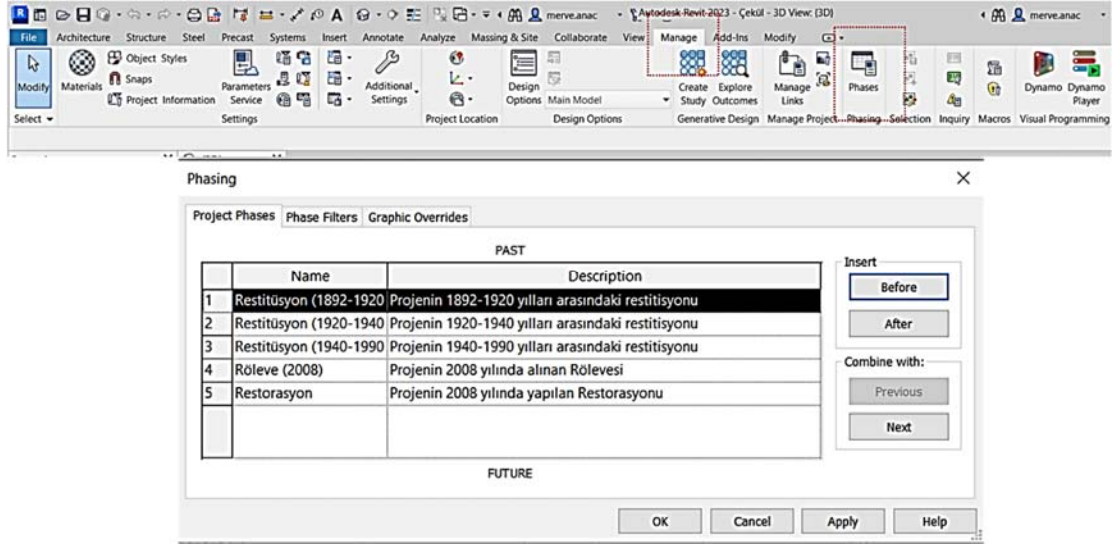 merve.anac
Autodesk Revit 2023 - Çekül - 3D View: {3D}
merve.anac
File Architecture Structure Steel Precast Systems Insert Annotate Analyze Massing & Site Collaborate View Manage Add-Ins Modify
Modify
Materials
Object Styles
Snaps
Project Information
Parameters Service
Additional Settings
Design Options
Main Model
Create Study
Explore Outcomes
Manage Links
Phases
Dynamo
Dynamo Player
Select
Settings
Project Location
Design Options
Generative Design
Manage Project
Phasing
Selection
Inquiry
Macros
Visual Programming
Phasing
Project Phases Phase Filters Graphic Overrides
PAST
Name Description
1 Restitüsyon (1892-1920 Projenin 1892-1920 yılları arasındaki restitisyonu
2 Restitüsyon (1920-1940 Projenin 1920-1940 yılları arasındaki restitisyonu
3 Restitüsyon (1940-1990 Projenin 1940-1990 yılları arasındaki restitisyonu
4 Röleve (2008) Projenin 2008 yılında alınan Rölevesi
5 Restorasyon Projenin 2008 yılında yapılan Restorasyonu
FUTURE
Insert
Before
After
Combine with:
Previous
Next
OK Cancel Apply Help